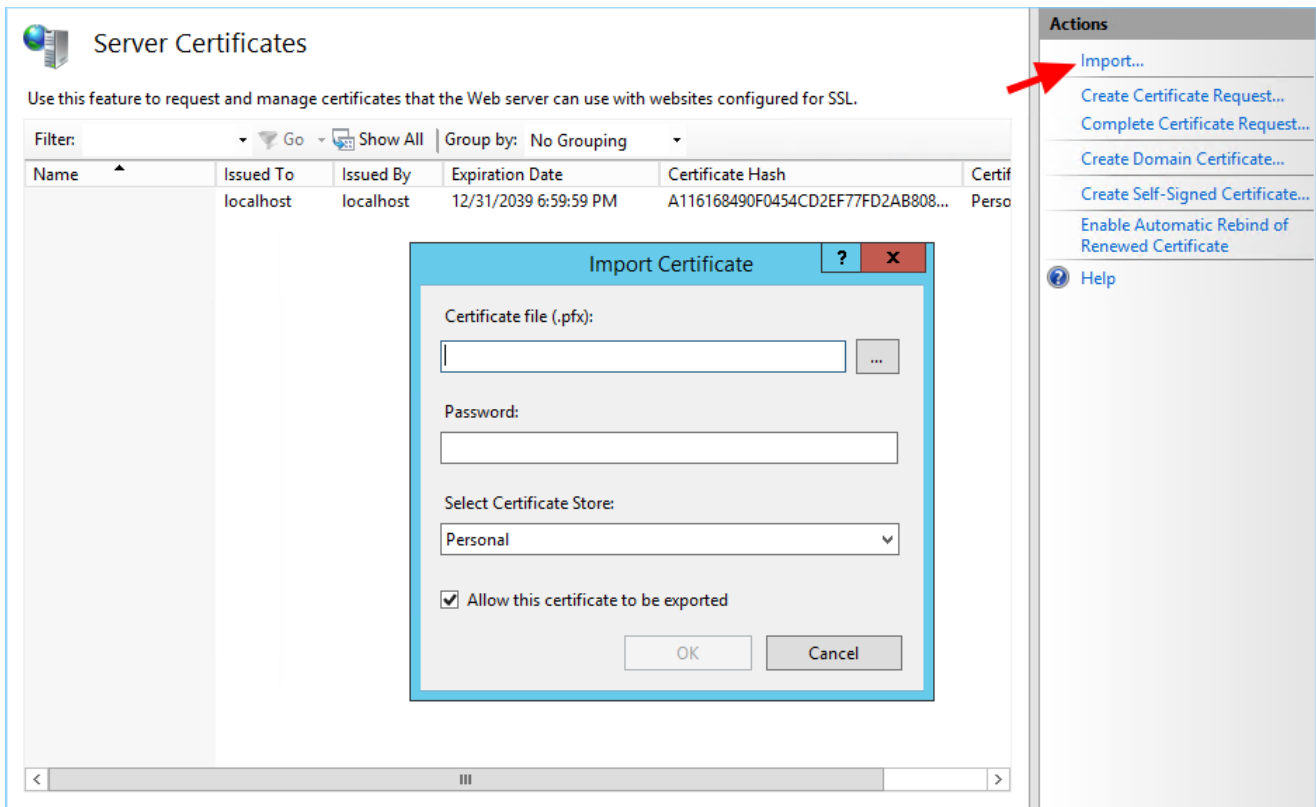 Server Certificates
Use this feature to request and manage certificates that the Web server can use with websites configured for SSL.
Filter: Go Show All Group by: No Grouping
Name Issued To Issued By Expiration Date Certificate Hash Certif
localhost localhost 12/31/2039 6:59:59 PM A116168490F0454CD2EF77FD2AB808... Perso
Import Certificate ? x
Certificate file (.pfx):
...
Password:
Select Certificate Store:
Personal
Allow this certificate to be exported
OK Cancel
Actions
Import...
Create Certificate Request...
Complete Certificate Request...
Create Domain Certificate...
Create Self-Signed Certificate...
Enable Automatic Rebind of
Renewed Certificate
? Help